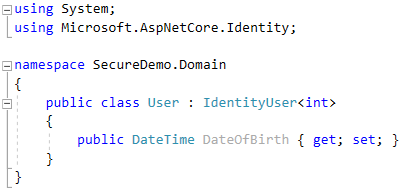 using System;
using Microsoft.AspNetCore.Identity;
namespace SecureDemo.Domain
{
public class User : IdentityUser<int>
{
public DateTime DateOfBirth { get; set; }
}
}